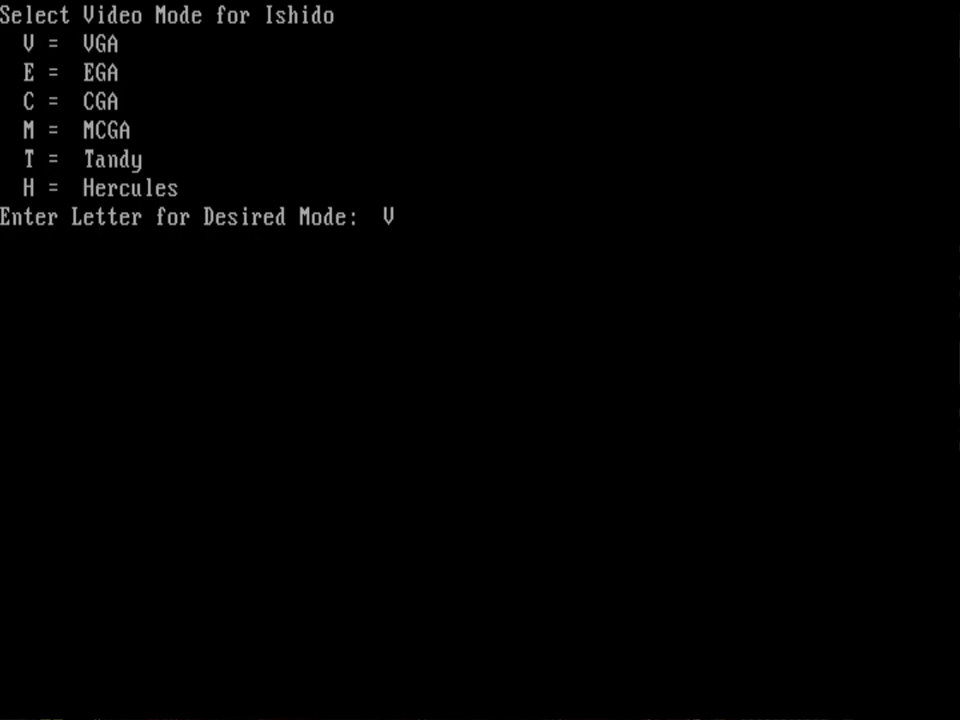 Select Video Mode for Ishido
V = VGA
E = EGA
C = CGA
M = MCGA
T = Tandy
H = Hercules
Enter Letter for Desired Mode: V